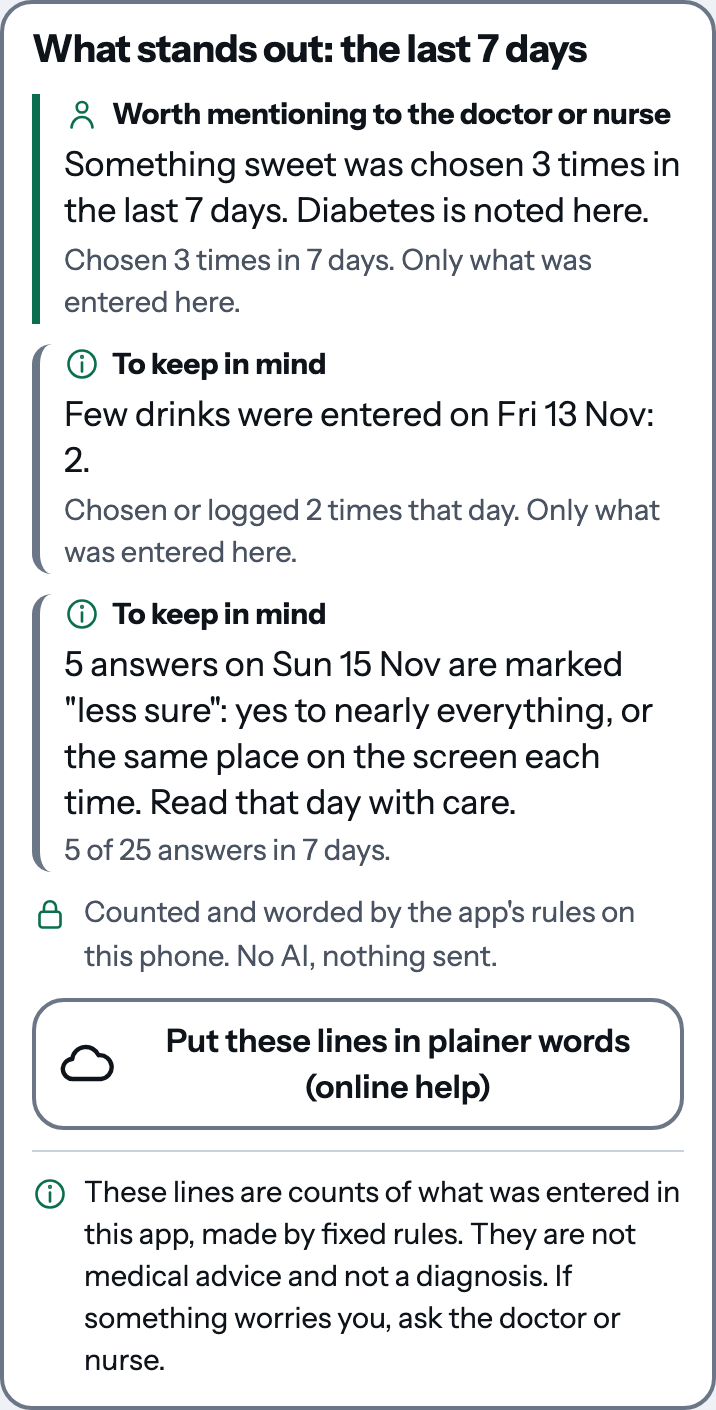 What stands out: the last 7 days
Worth mentioning to the doctor or nurse
Something sweet was chosen 3 times in
the last 7 days. Diabetes is noted here.
Chosen 3 times in 7 days. Only what was
entered here.
To keep in mind
Few drinks were entered on Fri 13 Nov:
2.
Chosen or logged 2 times that day. Only what
was entered here.
To keep in mind
5 answers on Sun 15 Nov are marked
"less sure": yes to nearly everything, or
the same place on the screen each
time. Read that day with care.
5 of 25 answers in 7 days.
Counted and worded by the app's rules on
this phone. No AI, nothing sent.
Put these lines in plainer words
(online help)
These lines are counts of what was entered in
this app, made by fixed rules. They are not
medical advice and not a diagnosis. If
something worries you, ask the doctor or
nurse.